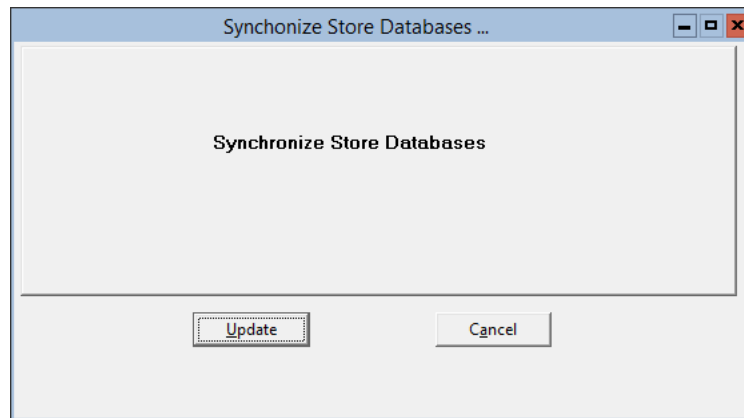 Synchonize Store Databases ...
Synchronize Store Databases
Update
Cancel